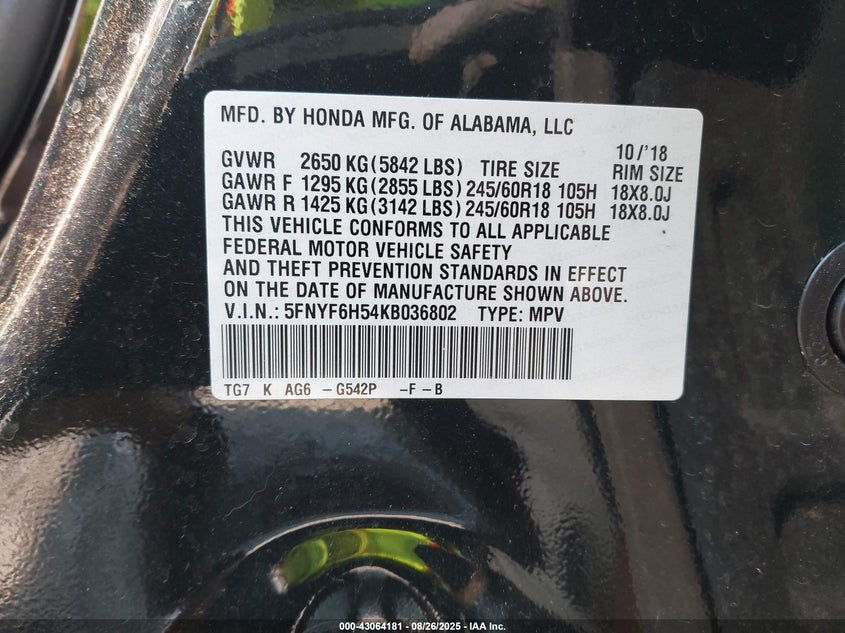 MFD. BY HONDA MFG. OF ALABAMA, LLC
10/'18
GVWR 2650 KG (5842 LBS) TIRE SIZE RIM SIZE
GAWR F 1295 KG (2855 LBS) 245/60R18 105H 18X8.0J
GAWR R 1425 KG (3142 LBS) 245/60R18 105H 18X8.0J
THIS VEHICLE CONFORMS TO ALL APPLICABLE
FEDERAL MOTOR VEHICLE SAFETY
AND THEFT PREVENTION STANDARDS IN EFFECT
ON THE DATE OF MANUFACTURE SHOWN ABOVE.
V.I.N.: 5FNYF6H54KB036802 TYPE: MPV
TG7 K AG6 -G542P -F-B
000-43064181 - 08/26/2025 - IAA Inc.